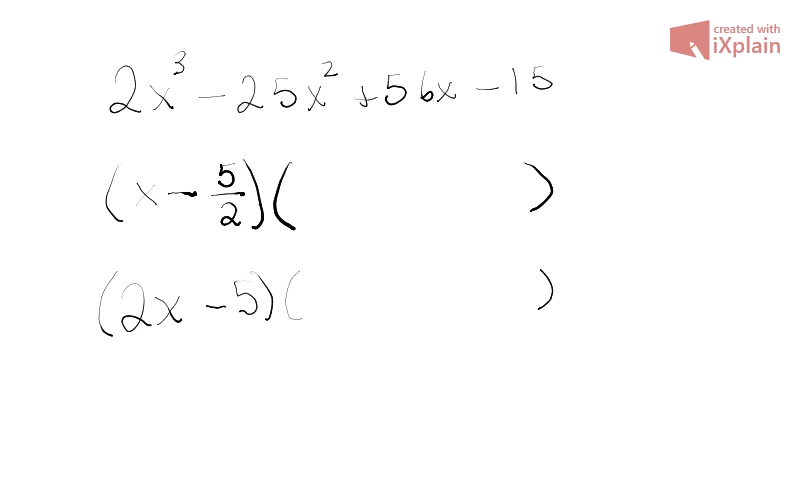 created with
iXplain
2x³ − 25x² + 56x − 15
(x − 5/2)(          )
(2x − 5)(          )